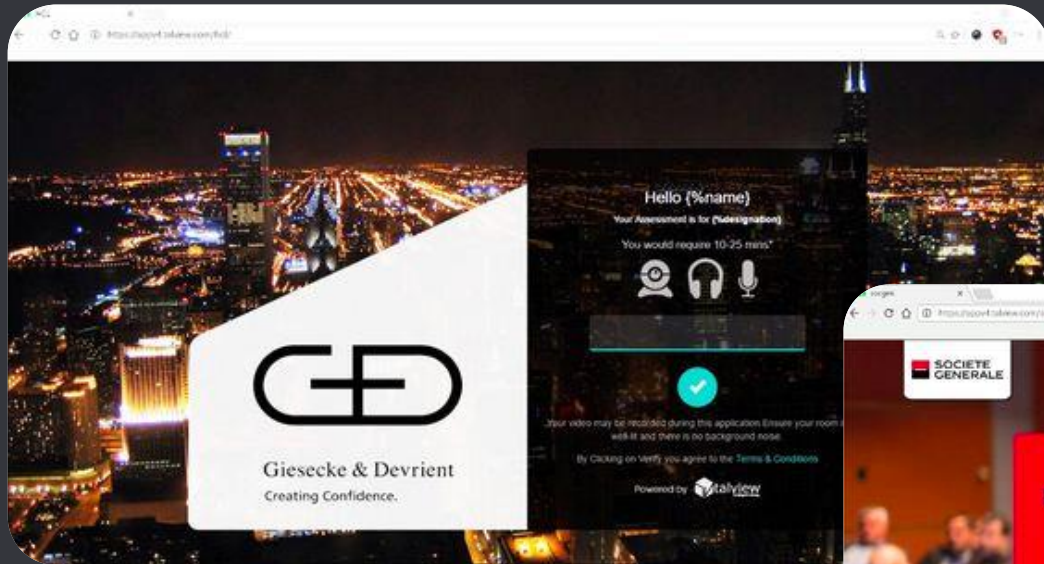 Hello {%name}
Your Assessment is for {%designation}
You would require 10-25 mins*
Your video may be recorded during this application Ensure your room
well-lit and there is no background noise.
By Clicking on Verify you agree to the Terms & Conditions
Powered by talview
G+D
Giesecke & Devrient
Creating Confidence.
SOCIETE
GENERALE